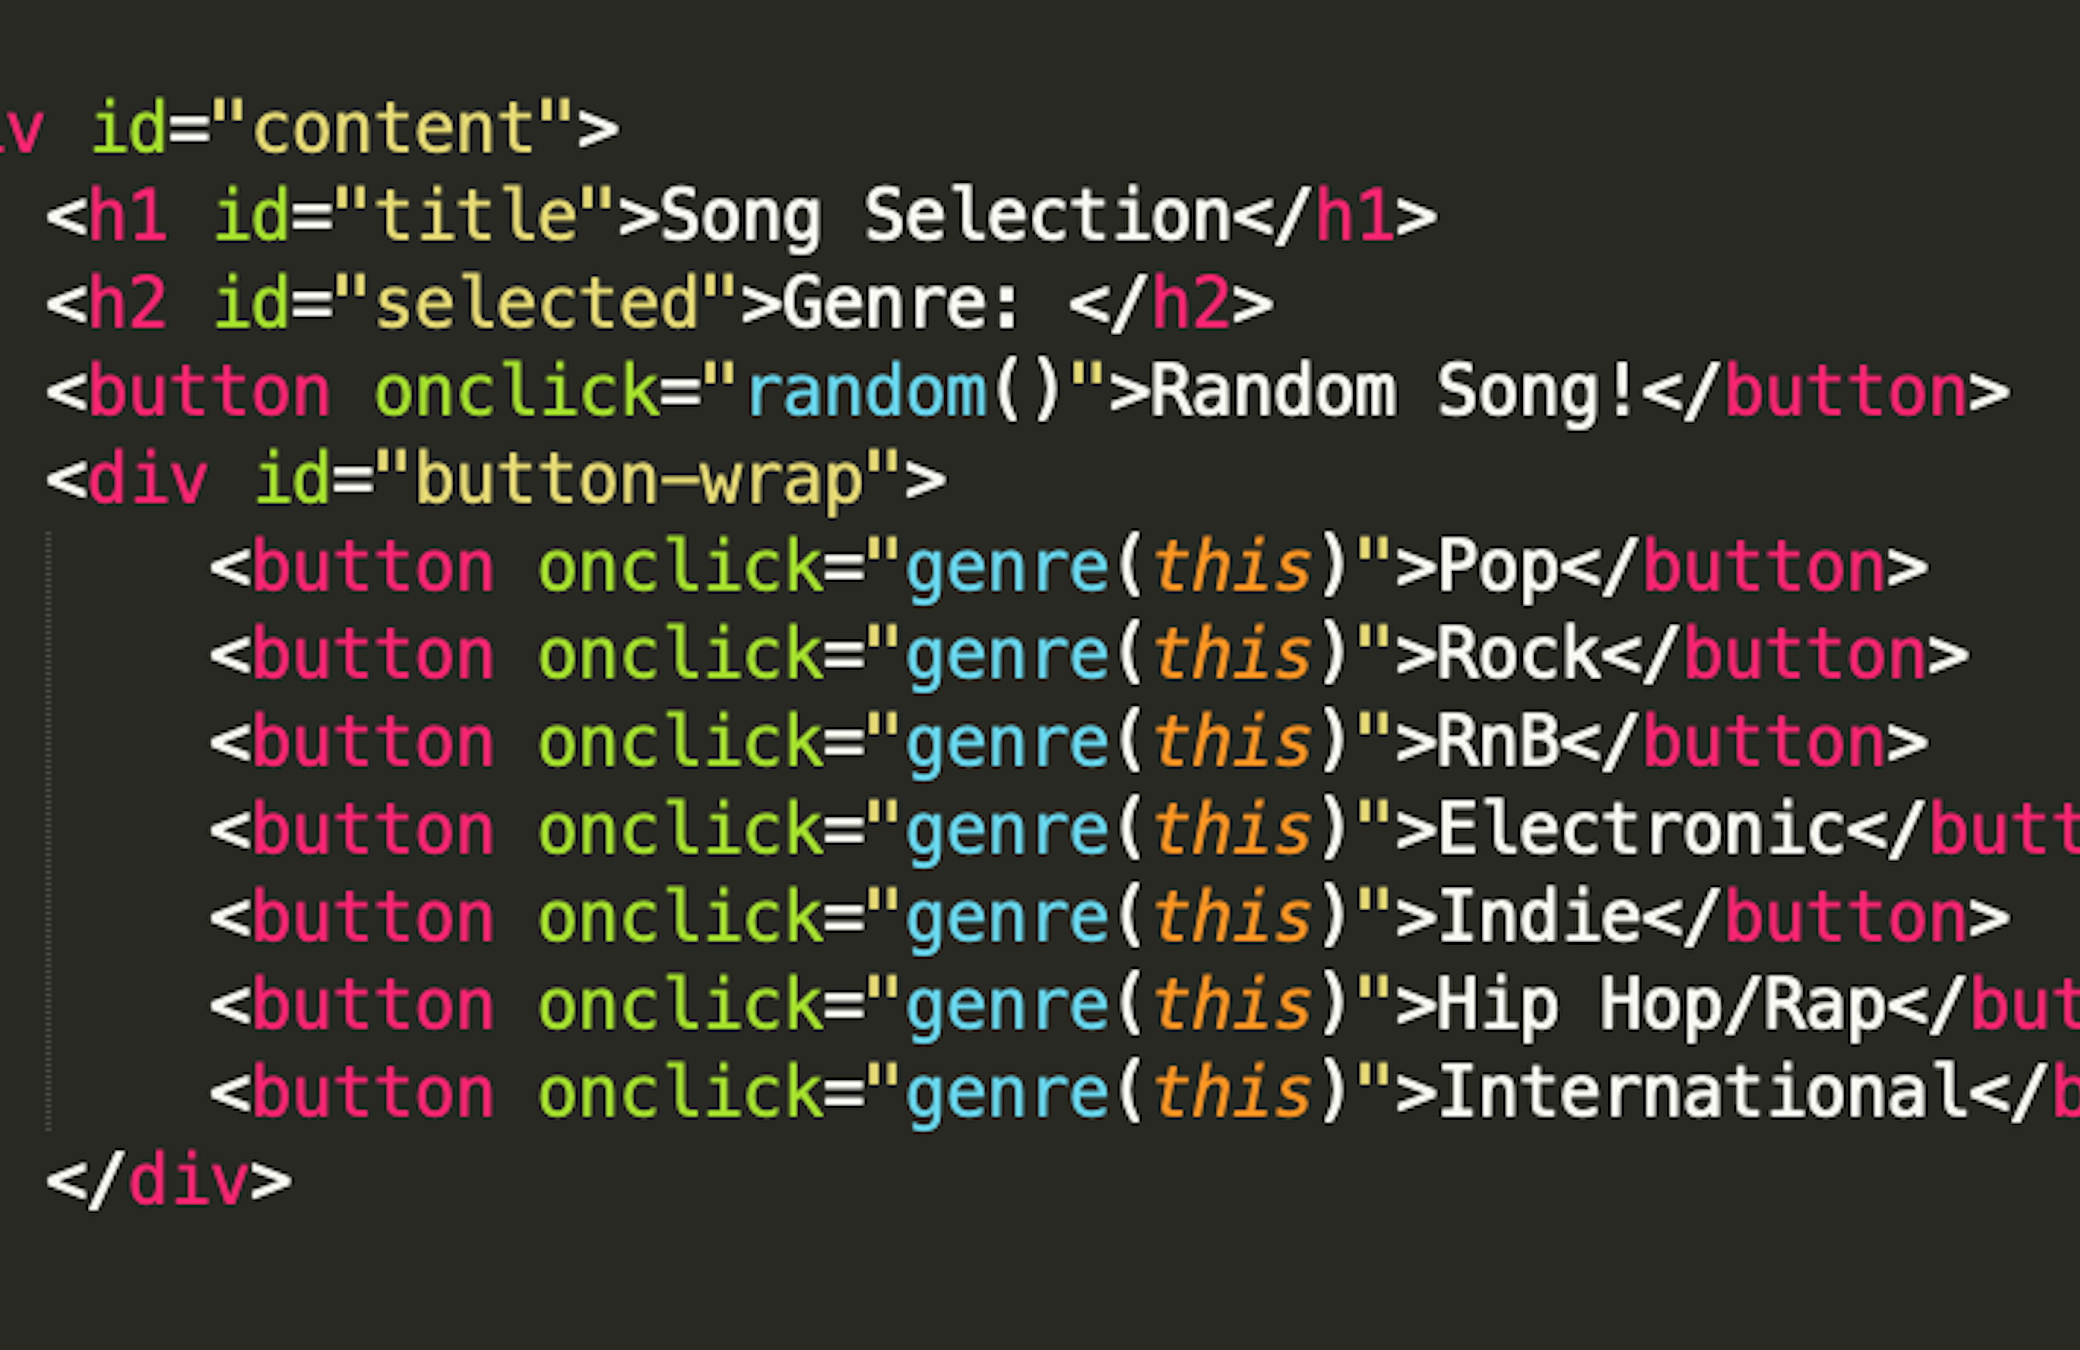 iv id="content">
<h1 id="title">Song Selection</h1>
<h2 id="selected">Genre: </h2>
<button onclick="random()">Random Song!</button>
<div id="button-wrap">
<button onclick="genre(this)">Pop</button>
<button onclick="genre(this)">Rock</button>
<button onclick="genre(this)">RnB</button>
<button onclick="genre(this)">Electronic</butt
<button onclick="genre(this)">Indie</button>
<button onclick="genre(this)">Hip Hop/Rap</but
<button onclick="genre(this)">International</b
</div>